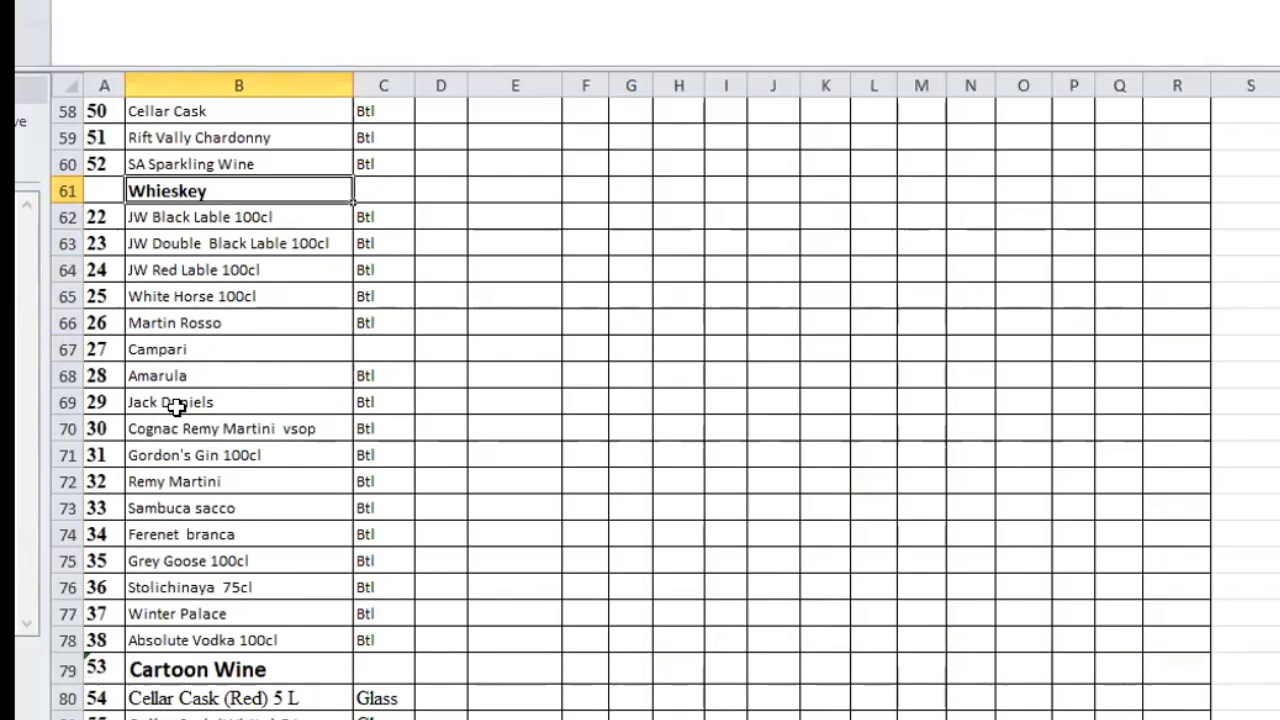 ve
A B C D E F G H I J K L M N O P Q R S
58 50 Cellar Cask Btl
59 51 Rift Vally Chardonny Btl
60 52 SA Sparkling Wine Btl
61 Whieskey
62 22 JW Black Lable 100cl Btl
63 23 JW Double Black Lable 100cl Btl
64 24 JW Red Lable 100cl Btl
65 25 White Horse 100cl Btl
66 26 Martin Rosso Btl
67 27 Campari
68 28 Amarula Btl
69 29 Jack Daniels Btl
70 30 Cognac Remy Martini vsop Btl
71 31 Gordon's Gin 100cl Btl
72 32 Remy Martini Btl
73 33 Sambuca sacco Btl
74 34 Ferenet branca Btl
75 35 Grey Goose 100cl Btl
76 36 Stolichinaya 75cl Btl
77 37 Winter Palace Btl
78 38 Absolute Vodka 100cl Btl
79 53 Cartoon Wine
80 54 Cellar Cask (Red) 5 L Glass